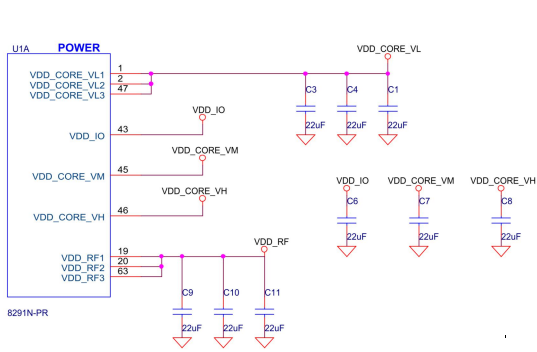 U1A POWER
VDD_CORE_VL
VDD_CORE_VL1 1
VDD_CORE_VL2 2
VDD_CORE_VL3 47
C3 C4 C1
22uF 22uF 22uF
VDD_IO
VDD_IO 43
VDD_CORE_VM
VDD_CORE_VM 45
VDD_CORE_VH
VDD_CORE_VH 46
VDD_IO VDD_CORE_VM VDD_CORE_VH
C6 C7 C8
22uF 22uF 22uF
VDD_RF
VDD_RF1 19
VDD_RF2 20
VDD_RF3 63
C9 C10 C11
22uF 22uF 22uF
8291N-PR